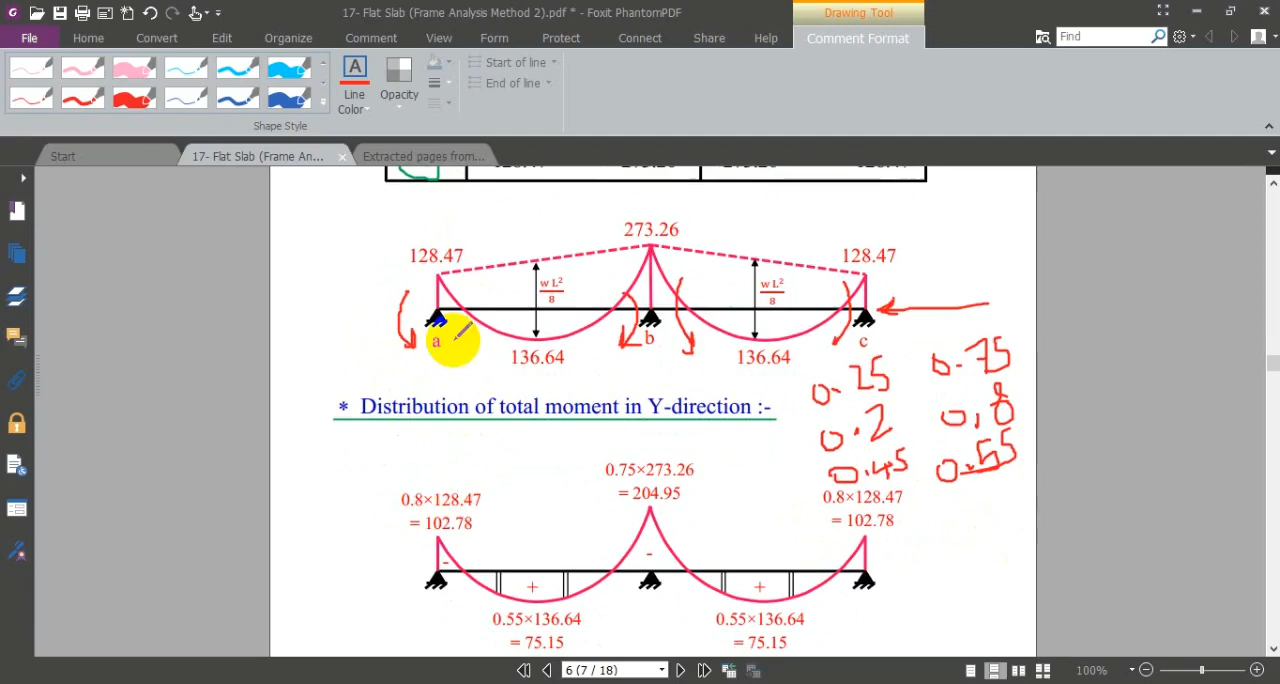 17- Flat Slab (Frame Analysis Method 2).pdf * - Foxit PhantomPDF
Drawing Tool
File Home Convert Edit Organize Comment View Form Protect Connect Share Help Comment Format
Find
Start of line
End of line
Line Color
Opacity
Shape Style
Start
17- Flat Slab (Frame An...
Extracted pages from...
128.47
273.26
128.47
w L²/8
w L²/8
a
b
c
136.64
136.64
0.25 0.75
0.2 0.8
0.45 0.55
* Distribution of total moment in Y-direction :-
0.8×128.47
= 102.78
0.75×273.26
= 204.95
0.8×128.47
= 102.78
-
-
+
+
0.55×136.64
= 75.15
0.55×136.64
= 75.15
6 (7 / 18)
100%